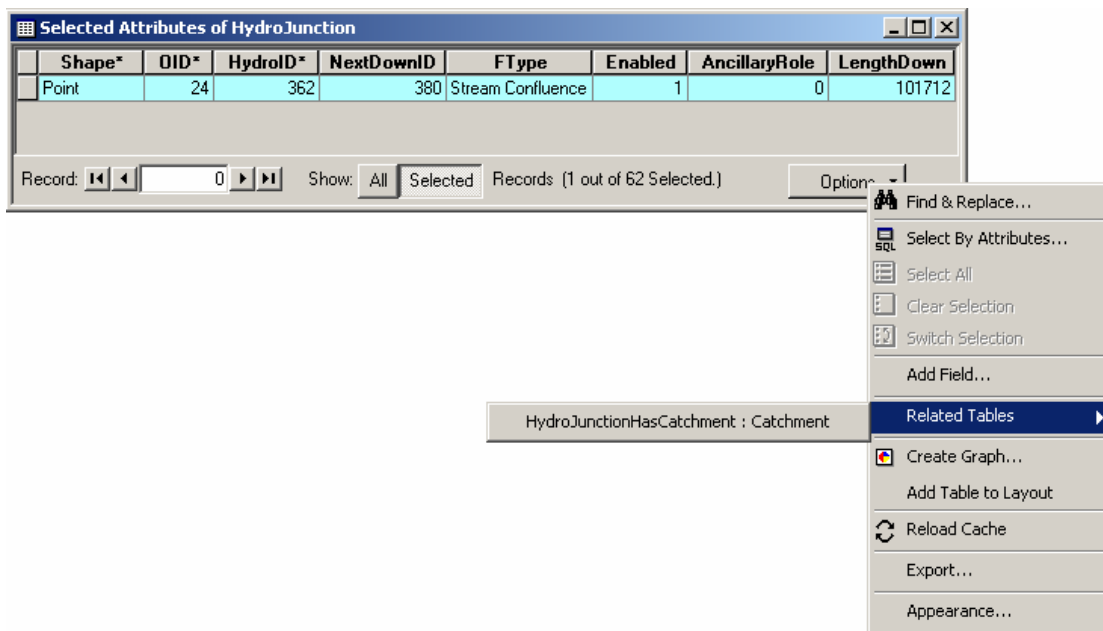 Selected Attributes of HydroJunction
Shape* OID* HydroID* NextDownID FType Enabled AncillaryRole LengthDown
Point 24 362 380 Stream Confluence 1 0 101712
Record: 0 Show: All Selected Records (1 out of 62 Selected.) Options
Find & Replace...
SQL Select By Attributes...
Select All
Clear Selection
Switch Selection
Add Field...
HydroJunctionHasCatchment : Catchment Related Tables
Create Graph...
Add Table to Layout
Reload Cache
Export...
Appearance...